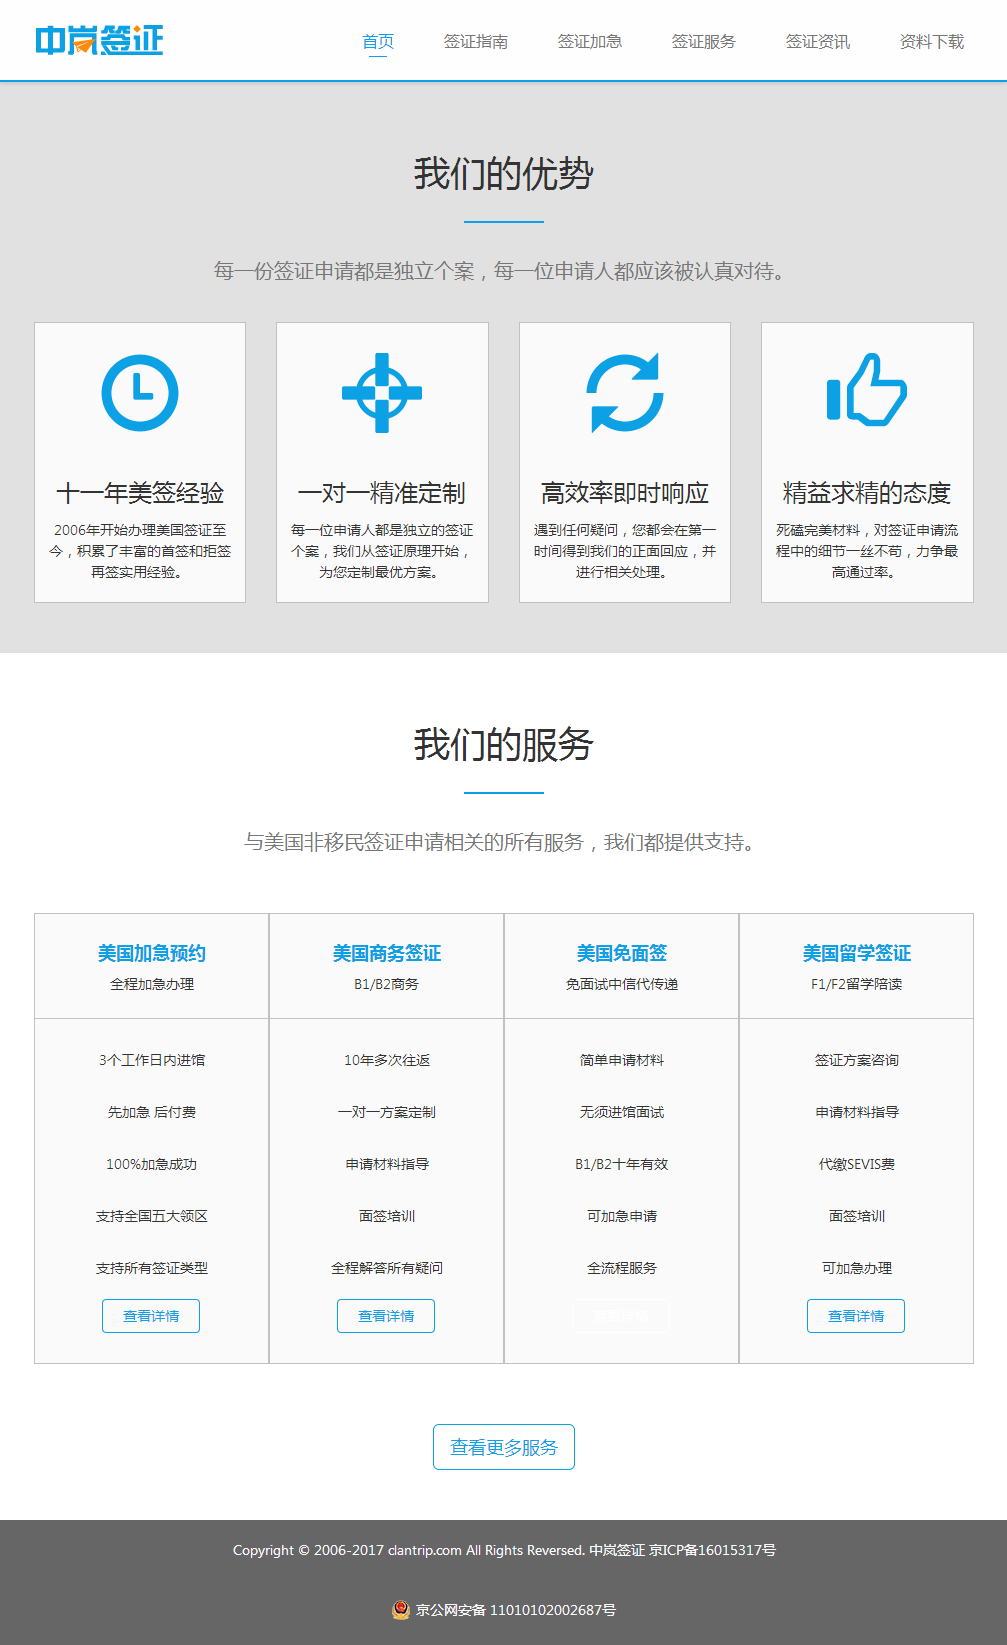 中岚签证
首页 签证指南 签证加急 签证服务 签证资讯 资料下载
我们的优势
每一份签证申请都是独立个案，每一位申请人都应该被认真对待。
十一年美签经验
2006年开始办理美国签证至
今，积累了丰富的首签和拒签
再签实用经验。
一对一精准定制
每一位申请人都是独立的签证
个案，我们从签证原理开始，
为您定制最优方案。
高效率即时响应
遇到任何疑问，您都会在第一
时间得到我们的正面回应，并
进行相关处理。
精益求精的态度
死磕完美材料，对签证申请流
程中的细节一丝不苟，力争最
高通过率。
我们的服务
与美国非移民签证申请相关的所有服务，我们都提供支持。
美国加急预约
全程加急办理
3个工作日内进馆
先加急 后付费
100%加急成功
支持全国五大领区
支持所有签证类型
查看详情
美国商务签证
B1/B2商务
10年多次往返
一对一方案定制
申请材料指导
面签培训
全程解答所有疑问
查看详情
美国免面签
免面试中信代传递
简单申请材料
无须进馆面试
B1/B2十年有效
可加急申请
全流程服务
美国留学签证
F1/F2留学陪读
签证方案咨询
申请材料指导
代缴SEVIS费
面签培训
可加急办理
查看详情
查看更多服务
Copyright © 2006-2017 clantrip.com All Rights Reversed. 中岚签证 京ICP备16015317号
京公网安备 11010102002687号